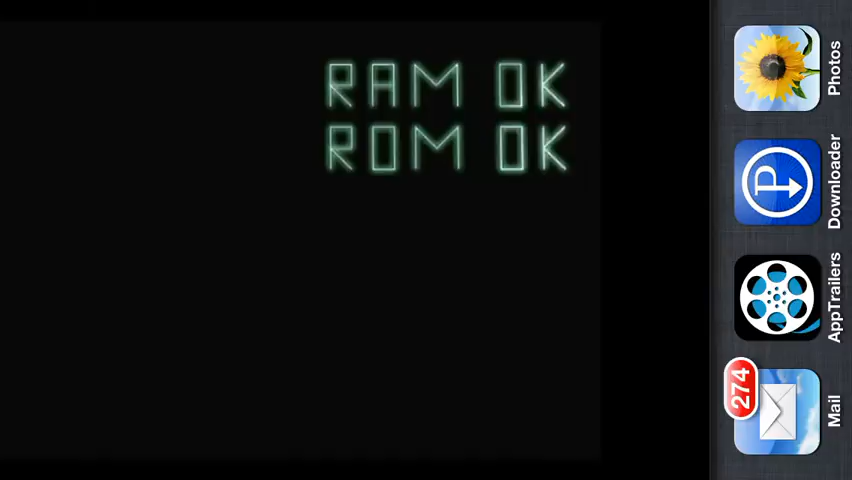 RAM OK
ROM OK
Photos
Downloader
AppTrailers
Mail
274